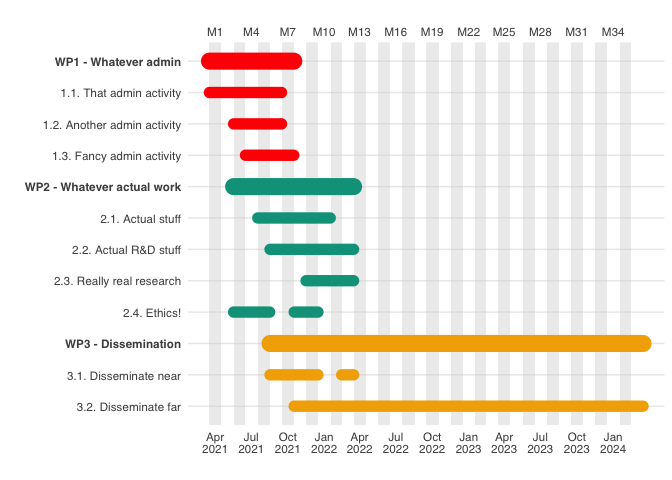 M1 M4 M7 M10 M13 M16 M19 M22 M25 M28 M31 M34
WP1 - Whatever admin
1.1. That admin activity
1.2. Another admin activity
1.3. Fancy admin activity
WP2 - Whatever actual work
2.1. Actual stuff
2.2. Actual R&D stuff
2.3. Really real research
2.4. Ethics!
WP3 - Dissemination
3.1. Disseminate near
3.2. Disseminate far
Apr Jul Oct Jan Apr Jul Oct Jan Apr Jul Oct Jan
2021 2021 2021 2022 2022 2022 2022 2023 2023 2023 2023 2024